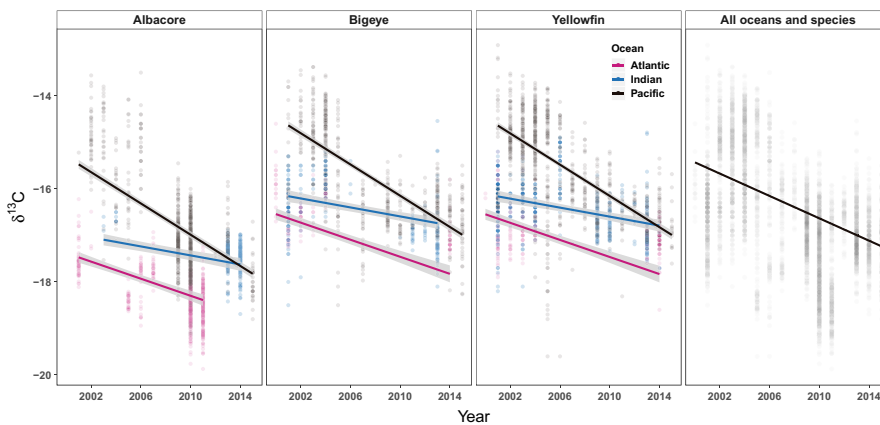 Albacore Bigeye Yellowfin All oceans and species
Ocean
Atlantic
Indian
Pacific
−14
−16
−18
−20
δ¹³C
2002 2006 2010 2014 2002 2006 2010 2014 2002 2006 2010 2014 2002 2006 2010 2014
Year